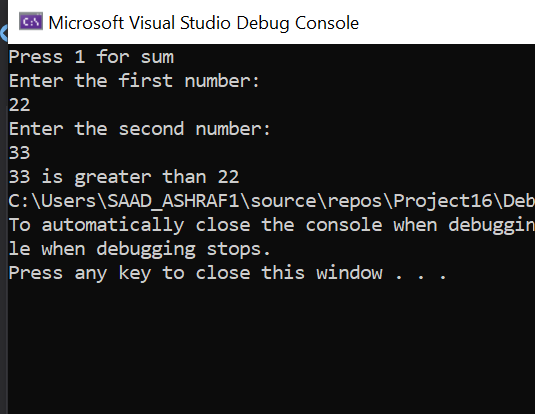 Microsoft Visual Studio Debug Console
Press 1 for sum
Enter the first number:
22
Enter the second number:
33
33 is greater than 22
C:\Users\SAAD_ASHRAF1\source\repos\Project16\Deb
To automatically close the console when debuggin
le when debugging stops.
Press any key to close this window . . .